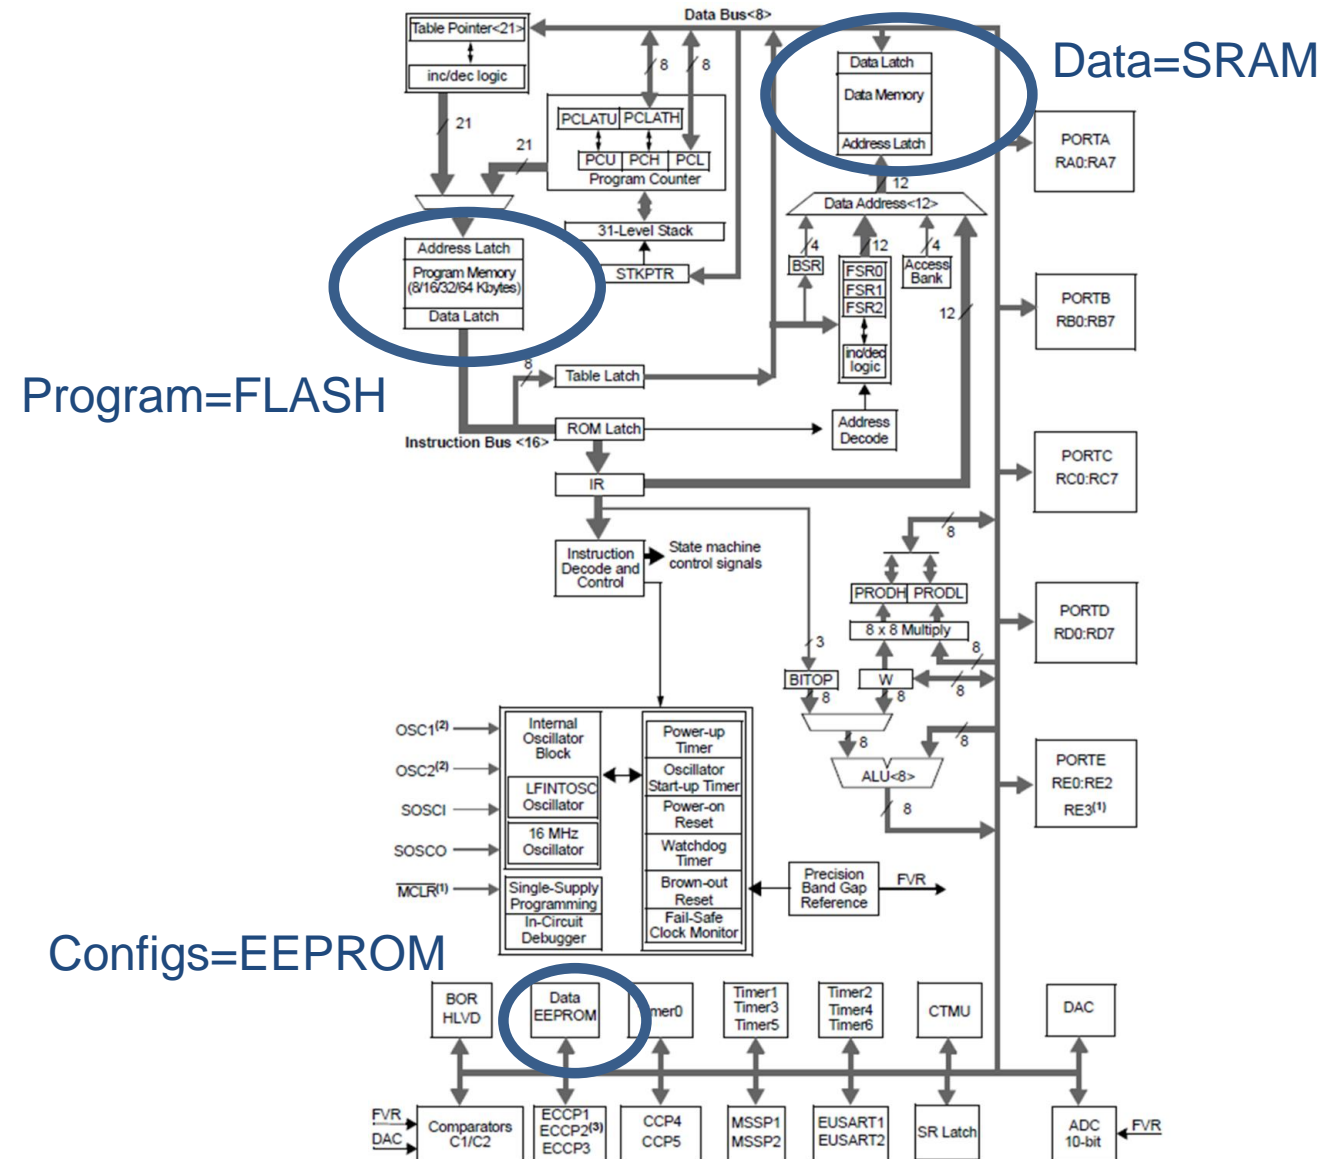 Data Bus<8>
Table Pointer<21>
inc/dec logic
21
8
8
Data Latch
Data Memory
Address Latch
Data=SRAM
PCLATU PCLATH
PCU PCH PCL
Program Counter
21
12
Data Address<12>
31-Level Stack
STKPTR
4
BSR
12
FSR0
FSR1
FSR2
inc/dec
logic
4
Access
Bank
12
PORTA
RA0:RA7
Address Latch
Program Memory
(8/16/32/64 Kbytes)
Data Latch
PORTB
RB0:RB7
Program=FLASH
8
Table Latch
Instruction Bus <16>
ROM Latch
Address
Decode
IR
PORTC
RC0:RC7
Instruction
Decode and
Control
State machine
control signals
8
PRODH PRODL
8 x 8 Multiply
3
8
BITOP
W
8
8
8
8
8
ALU<8>
8
PORTD
RD0:RD7
PORTE
RE0:RE2
RE3(1)
OSC1(2)
OSC2(2)
SOSCI
SOSCO
MCLR(1)
Internal
Oscillator
Block
LFINTOSC
Oscillator
16 MHz
Oscillator
Single-Supply
Programming
In-Circuit
Debugger
Power-up
Timer
Oscillator
Start-up Timer
Power-on
Reset
Watchdog
Timer
Brown-out
Reset
Fail-Safe
Clock Monitor
Precision
Band Gap
Reference
FVR
Configs=EEPROM
BOR
HLVD
Data
EEPROM
mer0
Timer1
Timer3
Timer5
Timer2
Timer4
Timer6
CTMU
DAC
FVR
DAC
Comparators
C1/C2
ECCP1
ECCP2(3)
ECCP3
CCP4
CCP5
MSSP1
MSSP2
EUSART1
EUSART2
SR Latch
ADC
10-bit
FVR